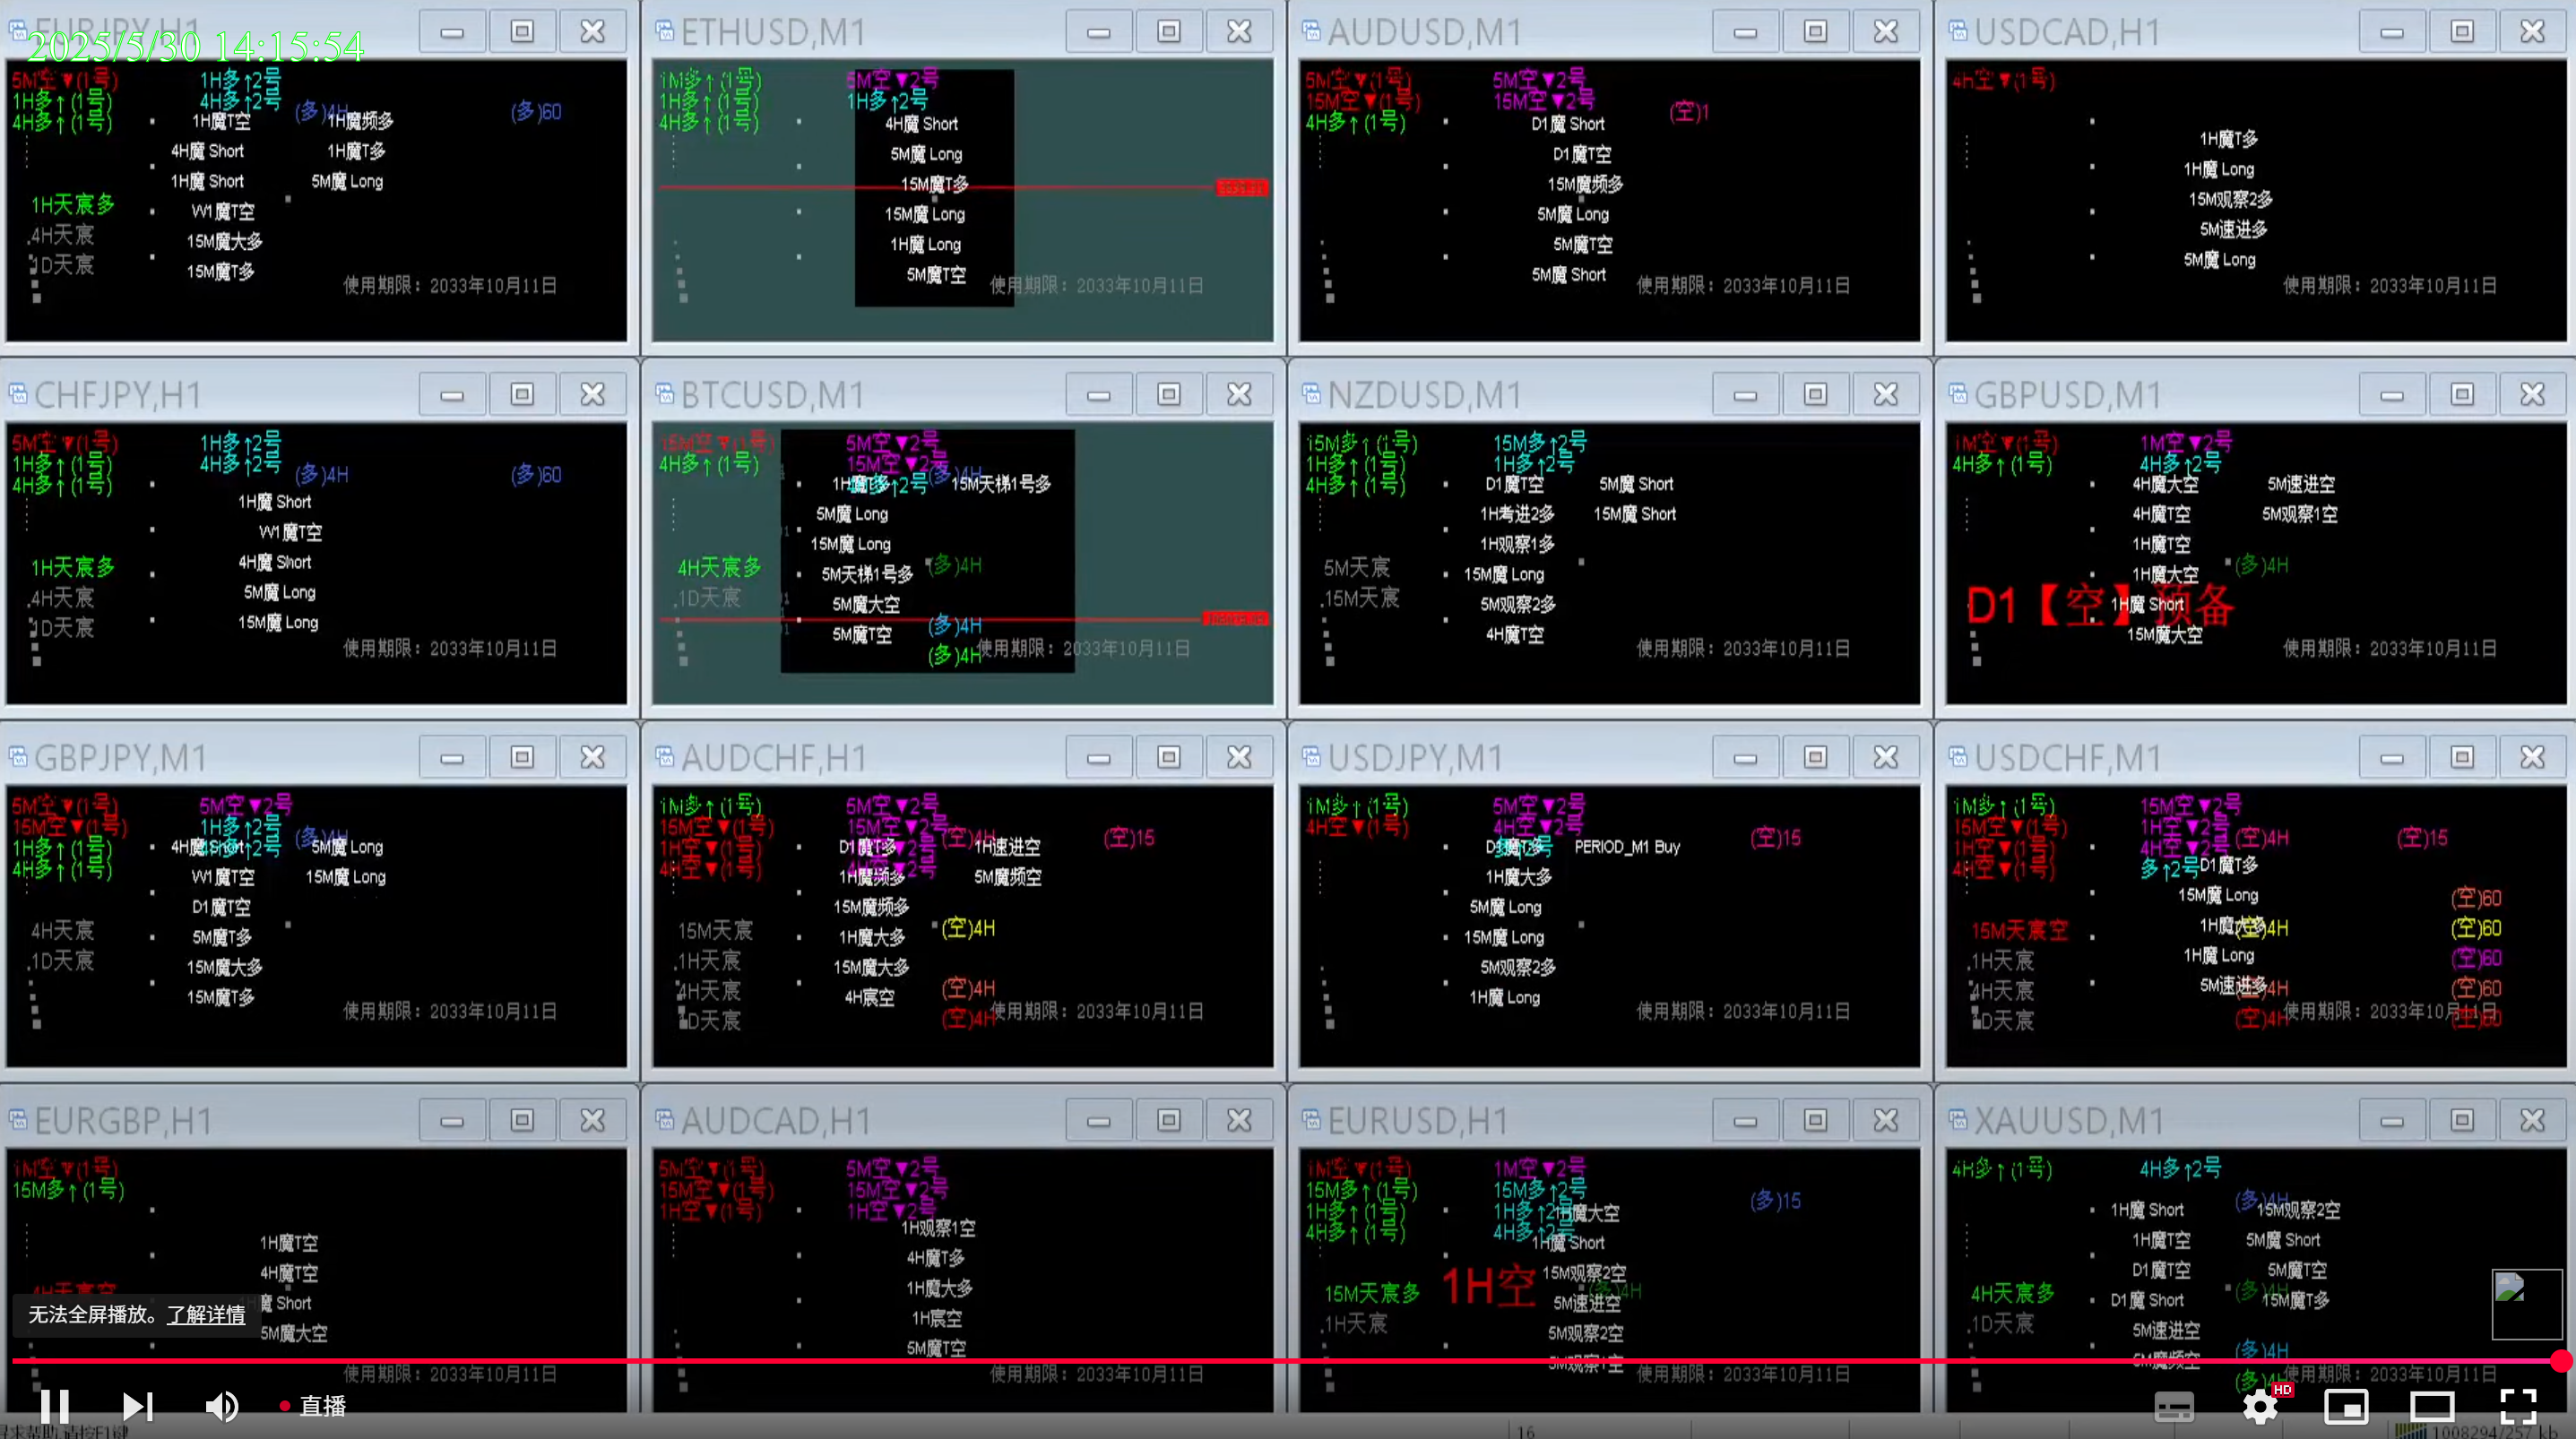 EURJPY,H1
2025/5/30 14:15:54
5M空▼(1号)
1H多↑2号
1H多↑(1号)
4H多↑2号
4H多↑(1号)
(多)4H
(多)60
1H魔T空
1H魔频多
4H魔 Short
1H魔T多
1H魔 Short
5M魔 Long
1H天宸多
W1魔T空
.4H天宸
15M魔大多
1D天宸
15M魔T多
使用期限：2033年10月11日
ETHUSD,M1
1M多↑(1号)
5M空▼2号
1H多↑(1号)
1H多↑2号
4H多↑(1号)
4H魔 Short
5M魔 Long
15M魔T多
15M魔 Long
1H魔 Long
5M魔T空
使用期限：2033年10月11日
AUDUSD,M1
5M空▼(1号)
5M空▼2号
15M空▼(1号)
15M空▼2号
4H多↑(1号)
(空)1
D1魔 Short
D1魔T空
15M魔频多
5M魔 Long
5M魔T空
5M魔 Short
使用期限：2033年10月11日
USDCAD,H1
4H空▼(1号)
1H魔T多
1H魔 Long
15M观察2多
5M速进多
5M魔 Long
使用期限：2033年10月11日
CHFJPY,H1
5M空▼(1号)
1H多↑2号
1H多↑(1号)
4H多↑2号
4H多↑(1号)
(多)4H
(多)60
1H魔 Short
W1魔T空
4H魔 Short
1H天宸多
5M魔 Long
.4H天宸
15M魔 Long
1D天宸
使用期限：2033年10月11日
BTCUSD,M1
15M空▼(1号)
5M空▼2号
4H多↑(1号)
15M空▼2号
(多)4H
15M天梯1号多
5M魔 Long
15M魔 Long
4H天宸多
5M天梯1号多
(多)4H
.1D天宸
5M魔大空
5M魔T空
(多)4H
(多)4H
使用期限：2033年10月11日
NZDUSD,M1
15M多↑(1号)
15M多↑2号
1H多↑(1号)
1H多↑2号
4H多↑(1号)
D1魔T空
5M魔 Short
1H考进2多
15M魔 Short
1H观察1多
5M天宸
15M魔 Long
.15M天宸
5M观察2多
4H魔T空
使用期限：2033年10月11日
GBPUSD,M1
1M空▼(1号)
1M空▼2号
4H多↑(1号)
4H多↑2号
4H魔大空
5M速进空
4H魔T空
5M观察1空
1H魔T空
1H魔大空
(多)4H
D1【空】预备
1H魔 Short
15M魔大空
使用期限：2033年10月11日
GBPJPY,M1
5M空▼(1号)
5M空▼2号
15M空▼(1号)
1H多↑2号
1H多↑(1号)
4H多↑2号
4H多↑(1号)
(多)4H
4H魔 Short
5M魔 Long
W1魔T空
15M魔 Long
D1魔T空
4H天宸
5M魔T多
.1D天宸
15M魔大多
15M魔T多
使用期限：2033年10月11日
AUDCHF,H1
1M多↑(1号)
5M空▼2号
15M空▼(1号)
15M空▼2号
1H空▼(1号)
4H空▼(1号)
4H空▼2号
(空)4H
(空)15
D1魔T多
1H速进空
1H魔频多
5M魔频空
15M魔频多
15M天宸
1H魔大多
(空)4H
.1H天宸
15M魔大多
4H天宸
4H宸空
(空)4H
1D天宸
(空)4H
使用期限：2033年10月11日
USDJPY,M1
1M多↑(1号)
5M空▼2号
4H空▼(1号)
4H空▼2号
(空)15
D1魔T多
PERIOD_M1 Buy
1H魔大多
5M魔 Long
15M魔 Long
5M观察2多
1H魔 Long
使用期限：2033年10月11日
USDCHF,M1
1M多↑(1号)
15M空▼2号
15M空▼(1号)
1H空▼2号
1H空▼(1号)
4H空▼2号
4H空▼(1号)
多↑2号
(空)4H
(空)15
D1魔T多
15M魔 Long
(空)60
15M天宸空
1H魔大多
(空)4H
(空)60
.1H天宸
1H魔 Long
(空)60
4H天宸
5M速进多
(空)4H
(空)60
1D天宸
(空)4H
(空)60
使用期限：2033年10月11日
EURGBP,H1
1M空▼(1号)
15M多↑(1号)
1H魔T空
4H魔T空
4H天宸空
魔 Short
5M魔大空
使用期限：2033年10月11日
无法全屏播放。了解详情
AUDCAD,H1
5M空▼(1号)
5M空▼2号
15M空▼(1号)
15M空▼2号
1H空▼(1号)
1H空▼2号
1H观察1空
4H魔T多
1H魔大多
1H宸空
5M魔T空
使用期限：2033年10月11日
EURUSD,H1
1M空▼(1号)
1M空▼2号
15M多↑(1号)
15M多↑2号
1H多↑(1号)
1H多↑2号
4H多↑(1号)
4H多↑2号
(多)15
1H魔大空
1H魔 Short
15M观察2空
15M天宸多
1H空
(多)4H
5M速进空
.1H天宸
5M观察2空
5M观察1空
使用期限：2033年10月11日
XAUUSD,M1
4H多↑(1号)
4H多↑2号
(多)4H
1H魔 Short
15M观察2空
1H魔T空
5M魔 Short
D1魔T空
5M魔T空
4H天宸多
D1魔 Short
(多)4H
15M魔T多
.1D天宸
5M速进空
(多)4H
5M魔频空
(多)4H
使用期限：2033年10月11日
直播
HD
寻求帮助,请按F1键
16
1008294/257 kb